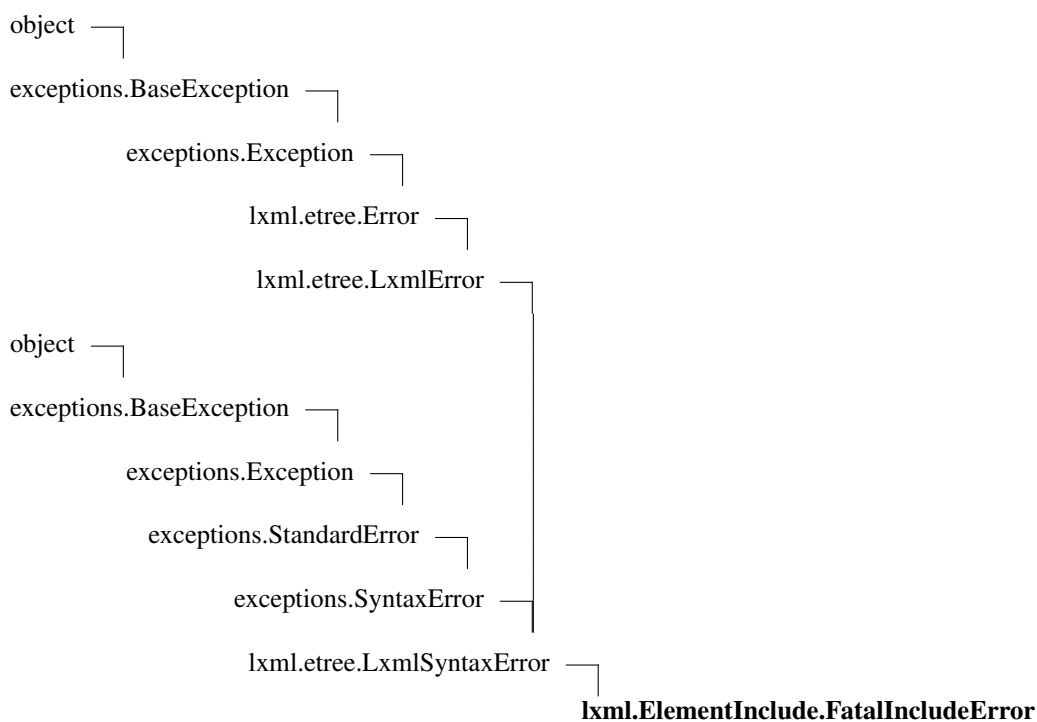 object
exceptions.BaseException
exceptions.Exception
lxml.etree.Error
lxml.etree.LxmlError
object
exceptions.BaseException
exceptions.Exception
exceptions.StandardError
exceptions.SyntaxError
lxml.etree.LxmlSyntaxError
lxml.ElementInclude.FatalIncludeError